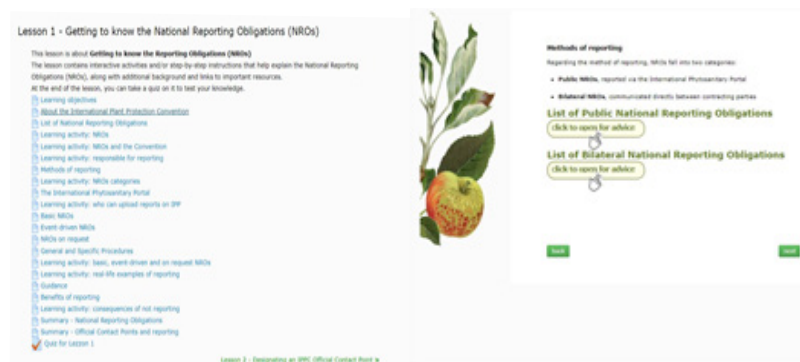 Lesson 1 - Getting to know the National Reporting Obligations (NROs)
This lesson is about Getting to know the Reporting Obligations (NROs)
The lesson contains interactive activities and/or step-by-step instructions that help explain the National Reporting
Obligations (NROs), along with additional background and links to important resources.
At the end of the lesson, you can take a quiz on it to test your knowledge.
Learning objectives
About the International Plant Protection Convention
List of National Reporting Obligations
Learning activity: NROs
Learning activity: NROs and the Convention
Learning activity: responsible for reporting
Methods of reporting
Learning activity: NROs categories
The International Phytosanitary Portal
Learning activity: who can upload reports on IPP
Basic NROs
Event-driven NROs
NROs on request
General and Specific Procedures
Learning activity: basic, event-driven and on request NROs
Learning activity: real-life examples of reporting
Guidance
Benefits of reporting
Learning activity: consequences of not reporting
Summary - National Reporting Obligations
Summary - Official Contact Points and reporting
Quiz for Lesson 1
Lesson 2 - Designating an IPPC Official Contact Point
Methods of reporting
Regarding the method of reporting, NROs fall into two categories:
• Public NROs, reported via the International Phytosanitary Portal
• Bilateral NROs, communicated directly between contracting parties
List of Public National Reporting Obligations
click to open for advice
List of Bilateral National Reporting Obligations
click to open for advice
back
next